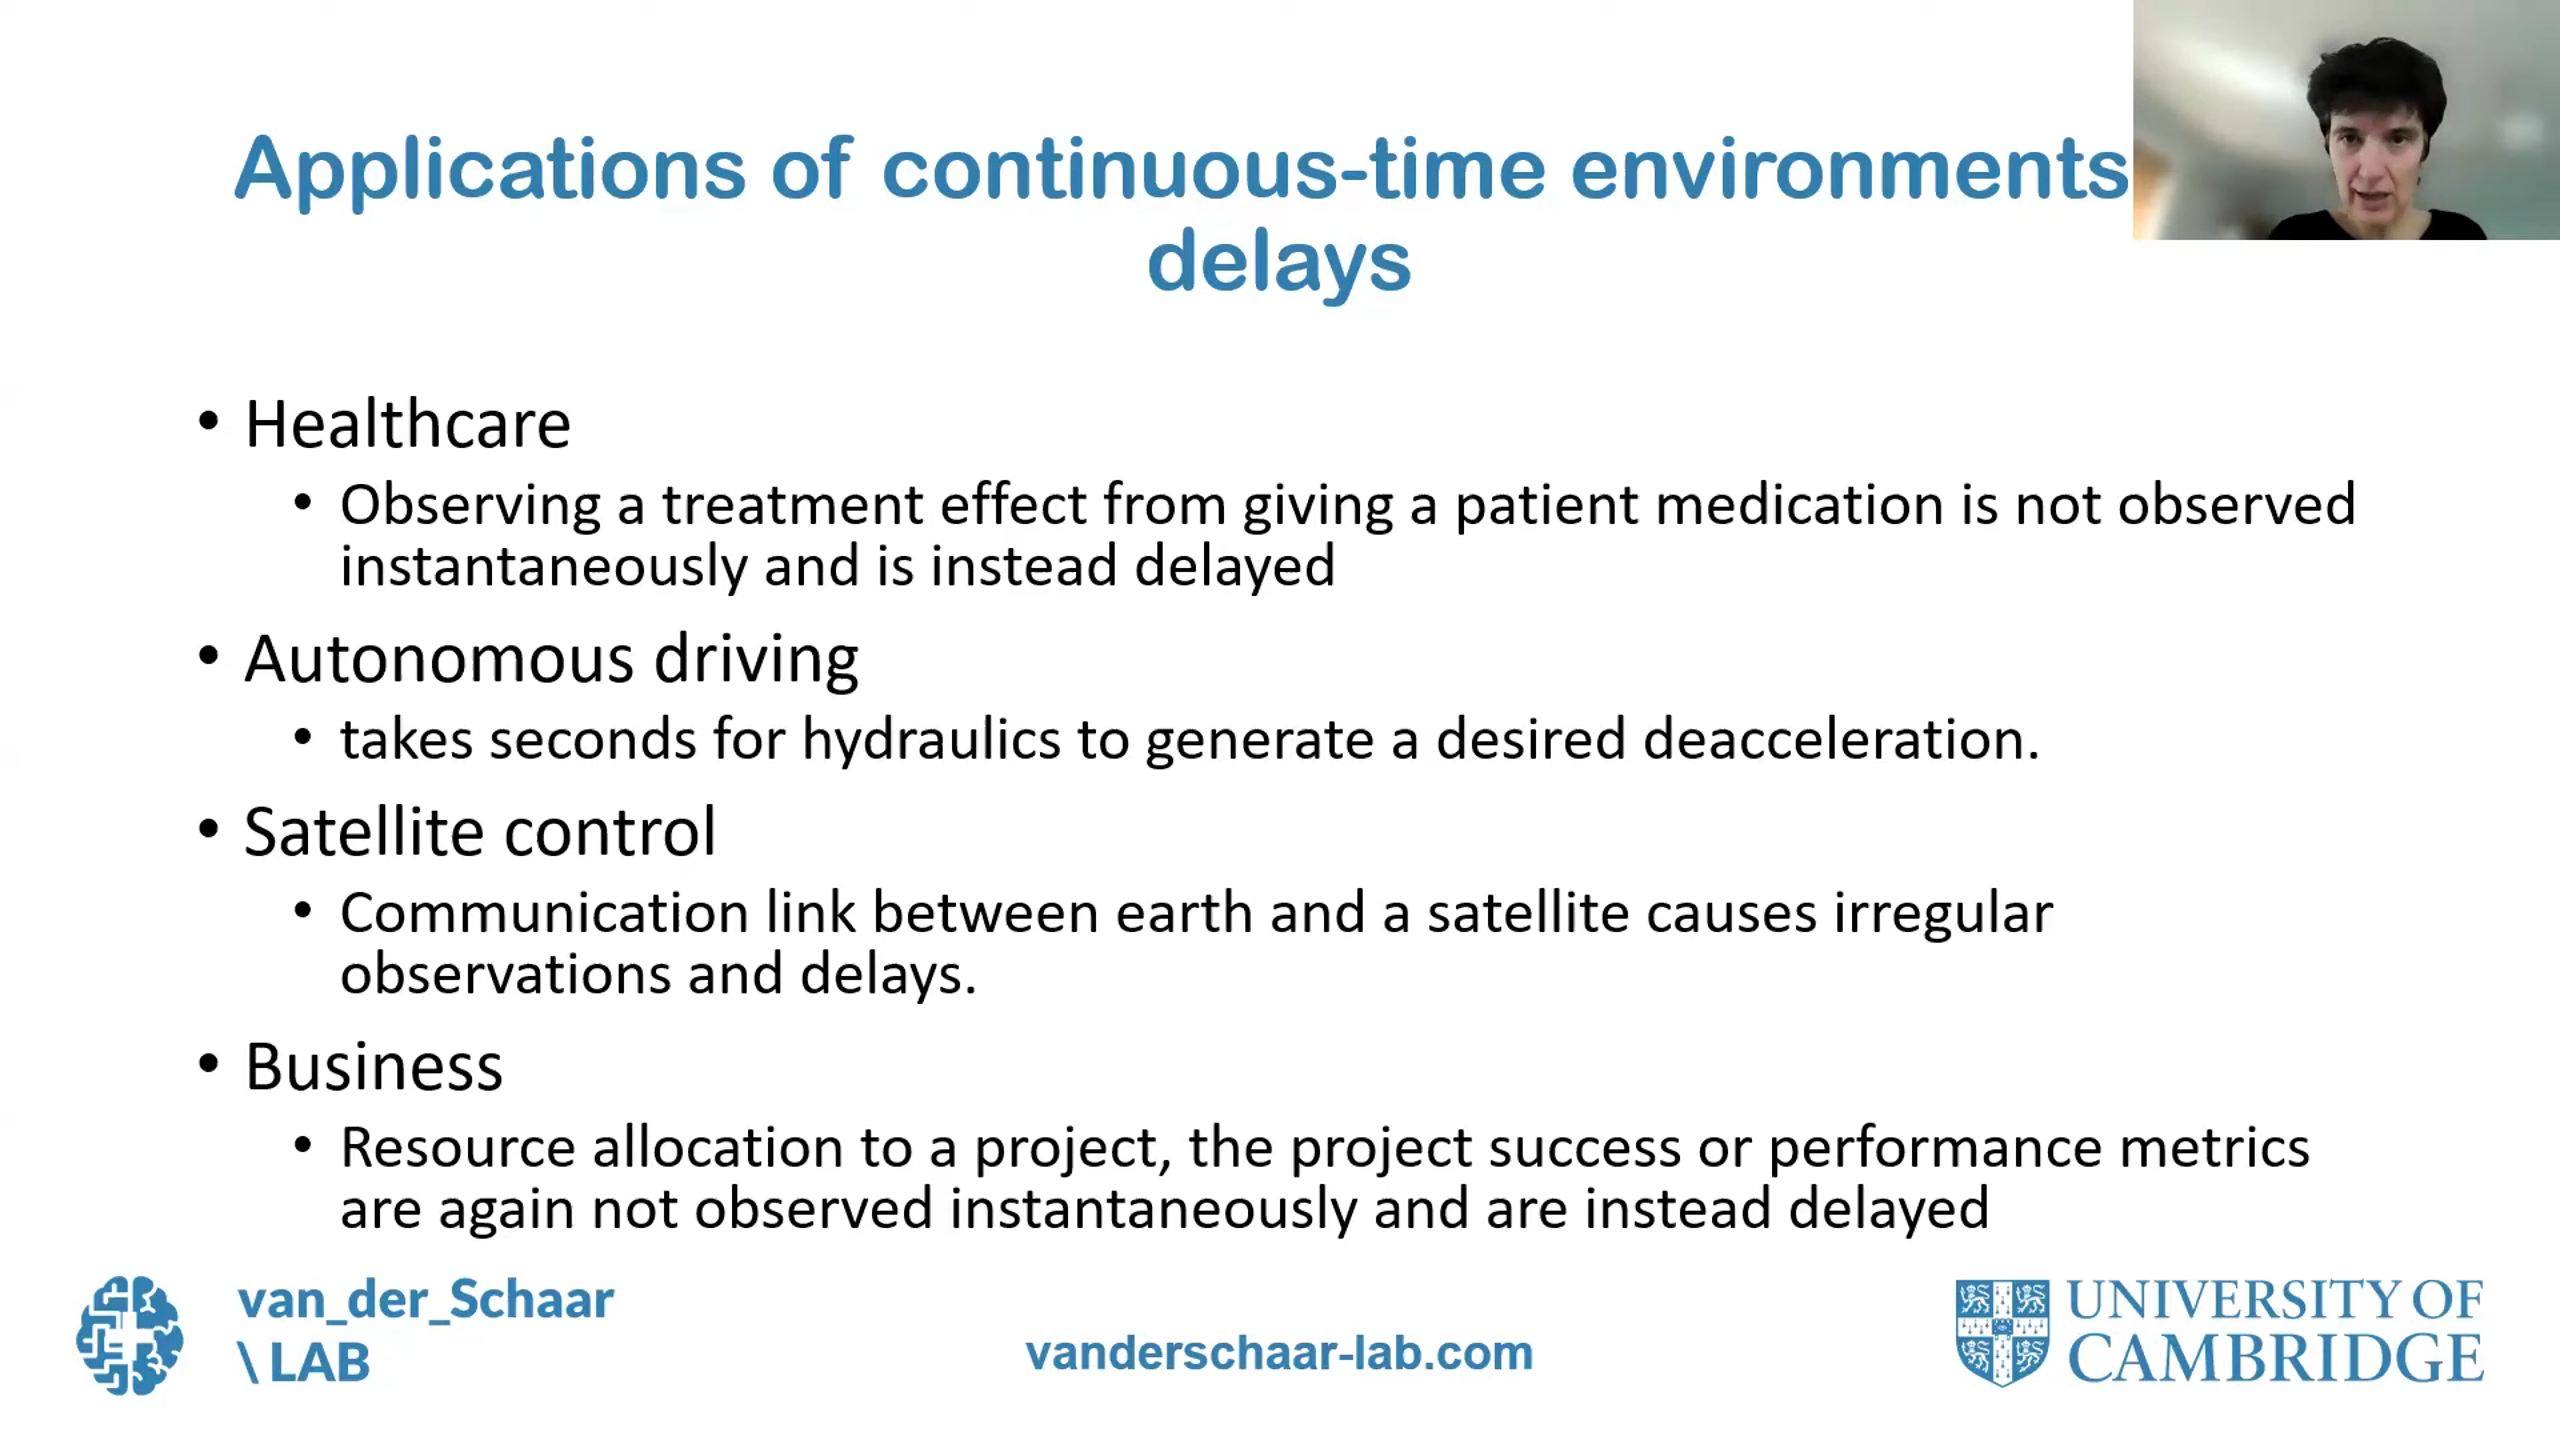 Applications of continuous-time environments
delays
• Healthcare
• Observing a treatment effect from giving a patient medication is not observed
instantaneously and is instead delayed
• Autonomous driving
• takes seconds for hydraulics to generate a desired deacceleration.
• Satellite control
• Communication link between earth and a satellite causes irregular
observations and delays.
• Business
• Resource allocation to a project, the project success or performance metrics
are again not observed instantaneously and are instead delayed
van_der_Schaar
\ LAB
vanderschaar-lab.com
UNIVERSITY OF
CAMBRIDGE